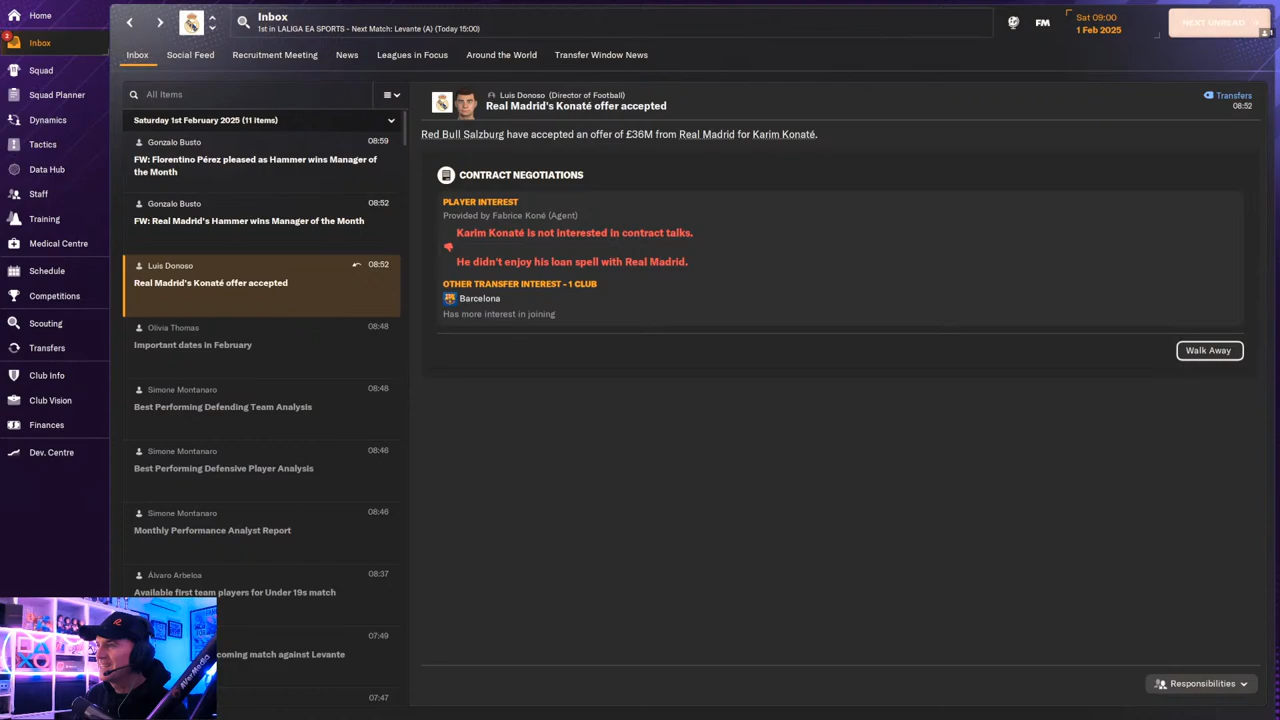 Home
2
Inbox
Squad
Squad Planner
Dynamics
Tactics
Data Hub
Staff
Training
Medical Centre
Schedule
Competitions
Scouting
Transfers
Club Info
Club Vision
Finances
Dev. Centre
Inbox
1st in LALIGA EA SPORTS - Next Match: Levante (A) (Today 15:00)
FM
Sat 09:00
1 Feb 2025
NEXT UNREAD
1
Inbox
Social Feed
Recruitment Meeting
News
Leagues in Focus
Around the World
Transfer Window News
All Items
Saturday 1st February 2025 (11 items)
Gonzalo Busto 08:59
FW: Florentino Pérez pleased as Hammer wins Manager of
the Month
Gonzalo Busto 08:52
FW: Real Madrid's Hammer wins Manager of the Month
Luis Donoso 08:52
Real Madrid's Konaté offer accepted
Olivia Thomas 08:48
Important dates in February
Simone Montanaro 08:48
Best Performing Defending Team Analysis
Simone Montanaro 08:46
Best Performing Defensive Player Analysis
Simone Montanaro 08:46
Monthly Performance Analyst Report
Álvaro Arbeloa 08:37
Available first team players for Under 19s match
07:49
coming match against Levante
07:47
Luis Donoso (Director of Football)
Real Madrid's Konaté offer accepted
Transfers
08:52
Red Bull Salzburg have accepted an offer of £36M from Real Madrid for Karim Konaté.
CONTRACT NEGOTIATIONS
PLAYER INTEREST
Provided by Fabrice Koné (Agent)
Karim Konaté is not interested in contract talks.
He didn't enjoy his loan spell with Real Madrid.
OTHER TRANSFER INTEREST - 1 CLUB
Barcelona
Has more interest in joining
Walk Away
Responsibilities
AVerMedia